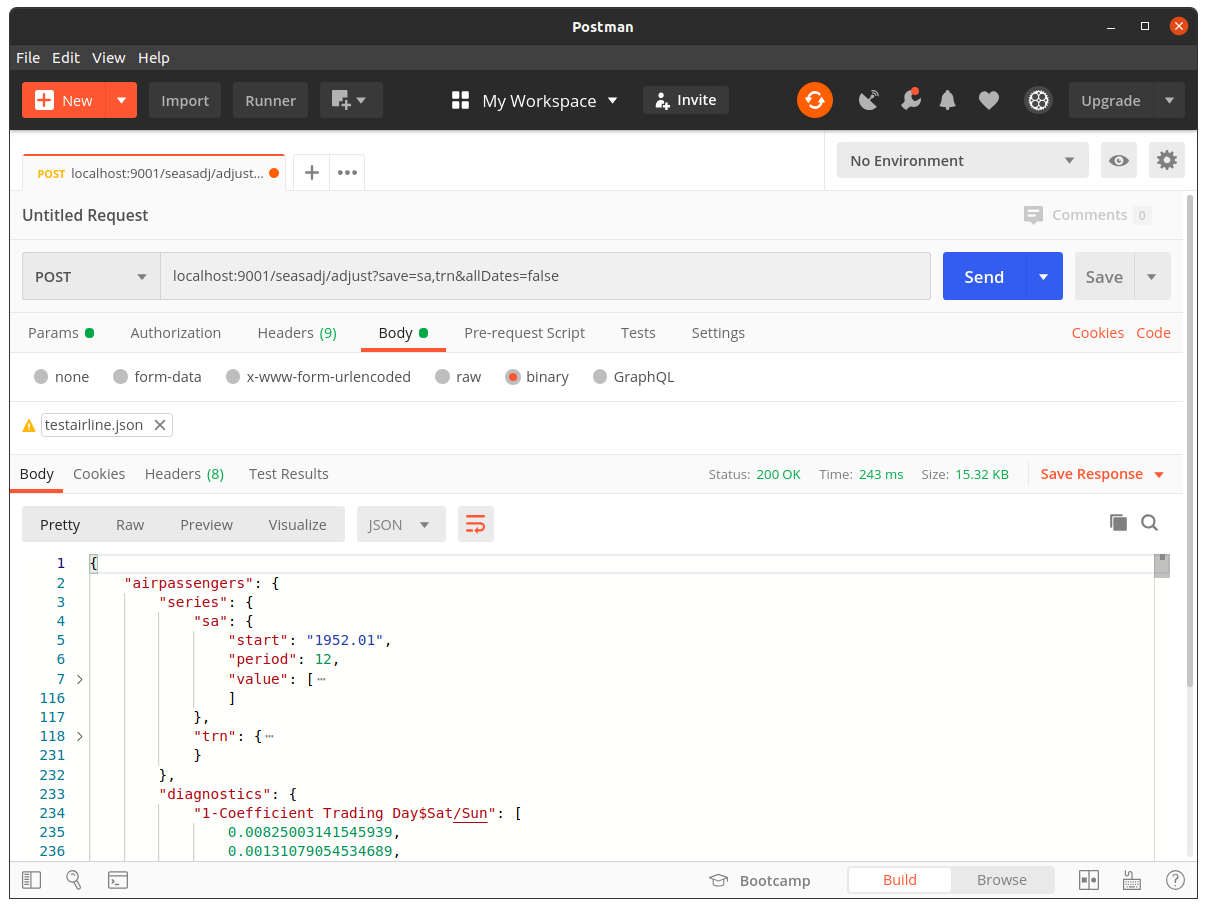 Postman
File Edit View Help
New Import Runner My Workspace Invite Upgrade
POST localhost:9001/seasadj/adjust... No Environment
Untitled Request Comments 0
POST localhost:9001/seasadj/adjust?save=sa,trn&allDates=false Send Save
Params Authorization Headers (9) Body Pre-request Script Tests Settings Cookies Code
none form-data x-www-form-urlencoded raw binary GraphQL
testairline.json
Body Cookies Headers (8) Test Results Status: 200 OK Time: 243 ms Size: 15.32 KB Save Response
Pretty Raw Preview Visualize JSON
1 {
2 "airpassengers": {
3 "series": {
4 "sa": {
5 "start": "1952.01",
6 "period": 12,
7 "value": [⋯
116 ]
117 },
118 "trn": {⋯
231 }
232 },
233 "diagnostics": {
234 "1-Coefficient Trading Day$Sat/Sun": [
235 0.00825003141545939,
236 0.00131079054534689,
Bootcamp Build Browse